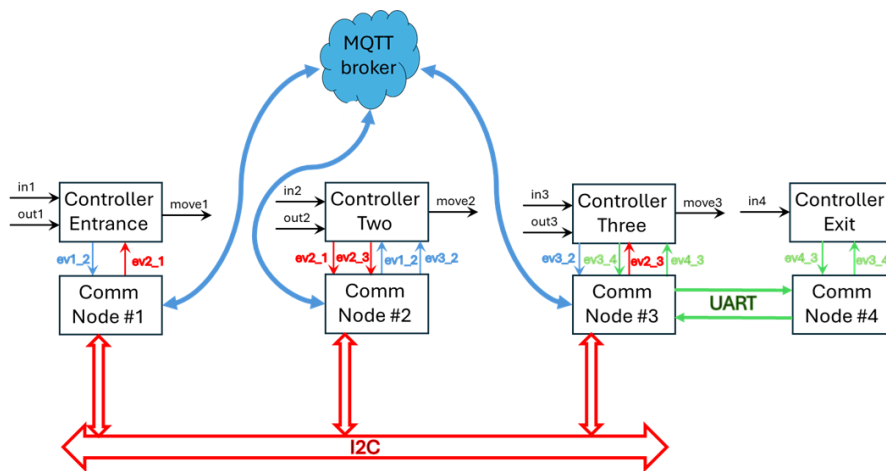 MQTT
broker
in1
out1
Controller
Entrance
move1
in2
out2
Controller
Two
move2
in3
out3
Controller
Three
move3
in4
Controller
Exit
ev1_2
ev2_1
ev2_1
ev2_3
ev1_2
ev3_2
ev3_2
ev3_4
ev2_3
ev4_3
ev4_3
ev3_4
Comm
Node #1
Comm
Node #2
Comm
Node #3
UART
Comm
Node #4
I2C